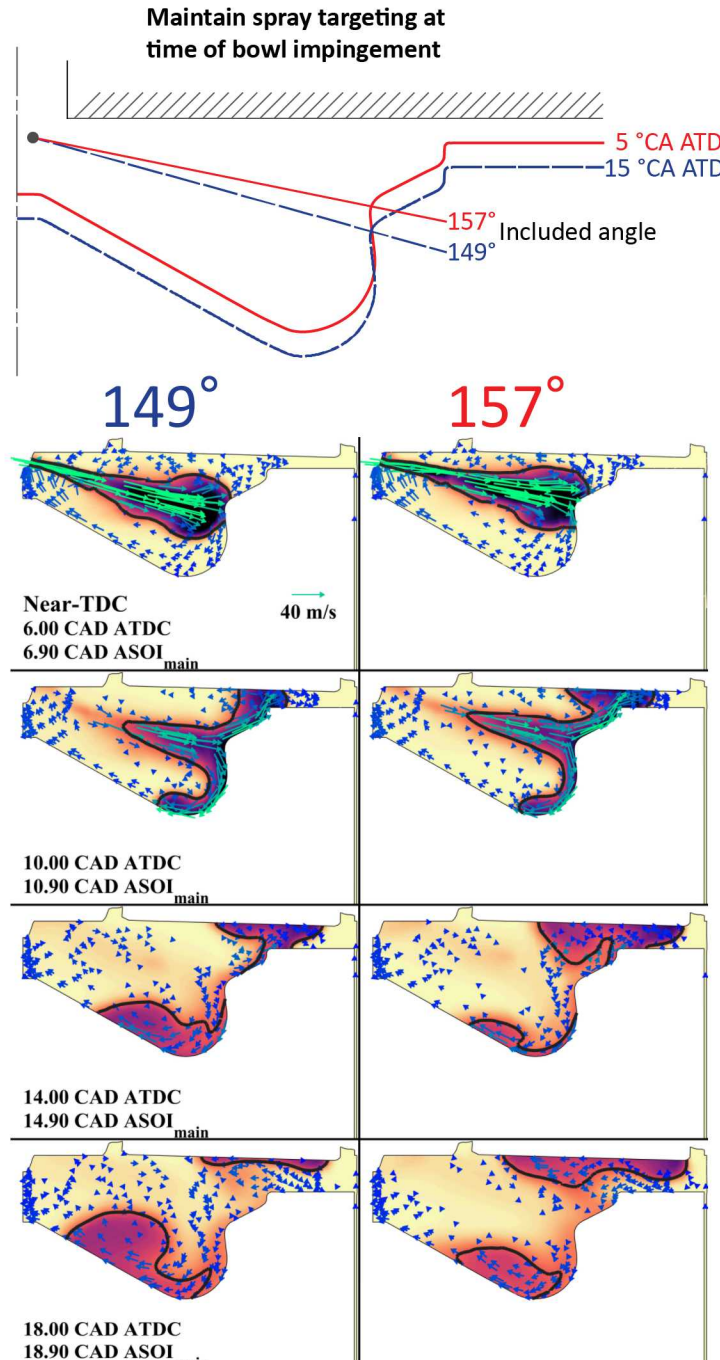 Maintain spray targeting at
time of bowl impingement
5 °CA ATD
15 °CA ATD
157°
149°
Included angle
149°
157°
Near-TDC
6.00 CAD ATDC
6.90 CAD ASOI main
40 m/s
10.00 CAD ATDC
10.90 CAD ASOI main
14.00 CAD ATDC
14.90 CAD ASOI main
18.00 CAD ATDC
18.90 CAD ASOI